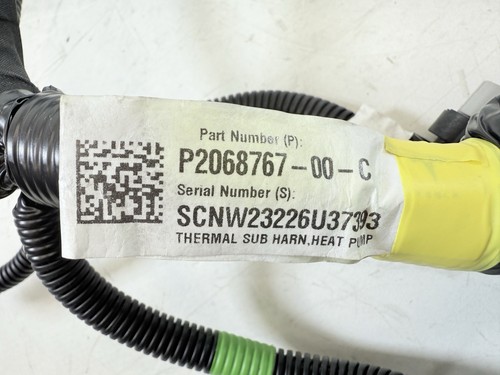 Part Number (P):
P2068767-00-C
Serial Number (S):
SCNW23226U37393
THERMAL SUB HARN,HEAT PUMP